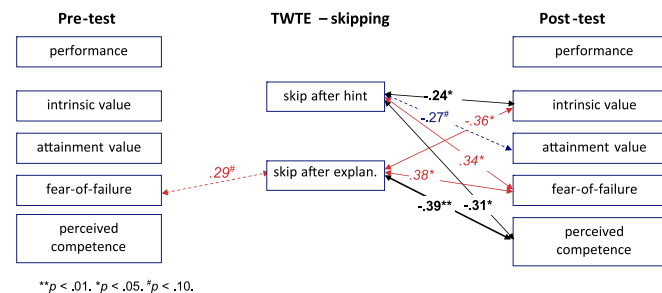 Pre-test TWTE – skipping Post-test
performance performance
skip after hint -.24*
intrinsic value -.27# -.36* intrinsic value
attainment value attainment value
.29# skip after explan. .38* .34*
fear-of-failure fear-of-failure
-.39** -.31*
perceived competence perceived competence
**p < .01. *p < .05. #p < .10.